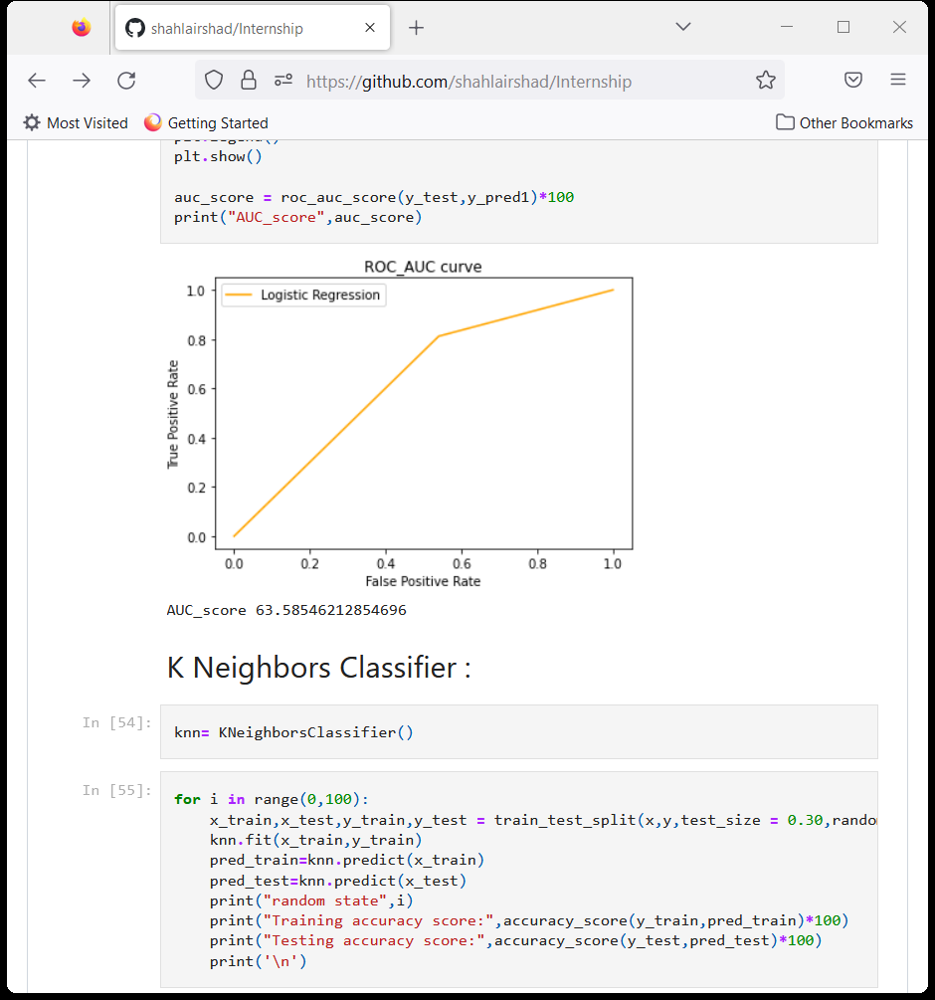 shahlairshad/Internship
https://github.com/shahlairshad/Internship
Most Visited
Getting Started
Other Bookmarks
plt.legend()
plt.show()
auc_score = roc_auc_score(y_test,y_pred1)*100
print("AUC_score",auc_score)
ROC_AUC curve
Logistic Regression
1.0
0.8
0.6
0.4
0.2
0.0
True Positive Rate
0.0 0.2 0.4 0.6 0.8 1.0
False Positive Rate
AUC_score 63.58546212854696
K Neighbors Classifier :
In [54]:
knn= KNeighborsClassifier()
In [55]:
for i in range(0,100):
x_train,x_test,y_train,y_test = train_test_split(x,y,test_size = 0.30,rando
knn.fit(x_train,y_train)
pred_train=knn.predict(x_train)
pred_test=knn.predict(x_test)
print("random state",i)
print("Training accuracy score:",accuracy_score(y_train,pred_train)*100)
print("Testing accuracy score:",accuracy_score(y_test,pred_test)*100)
print('\n')